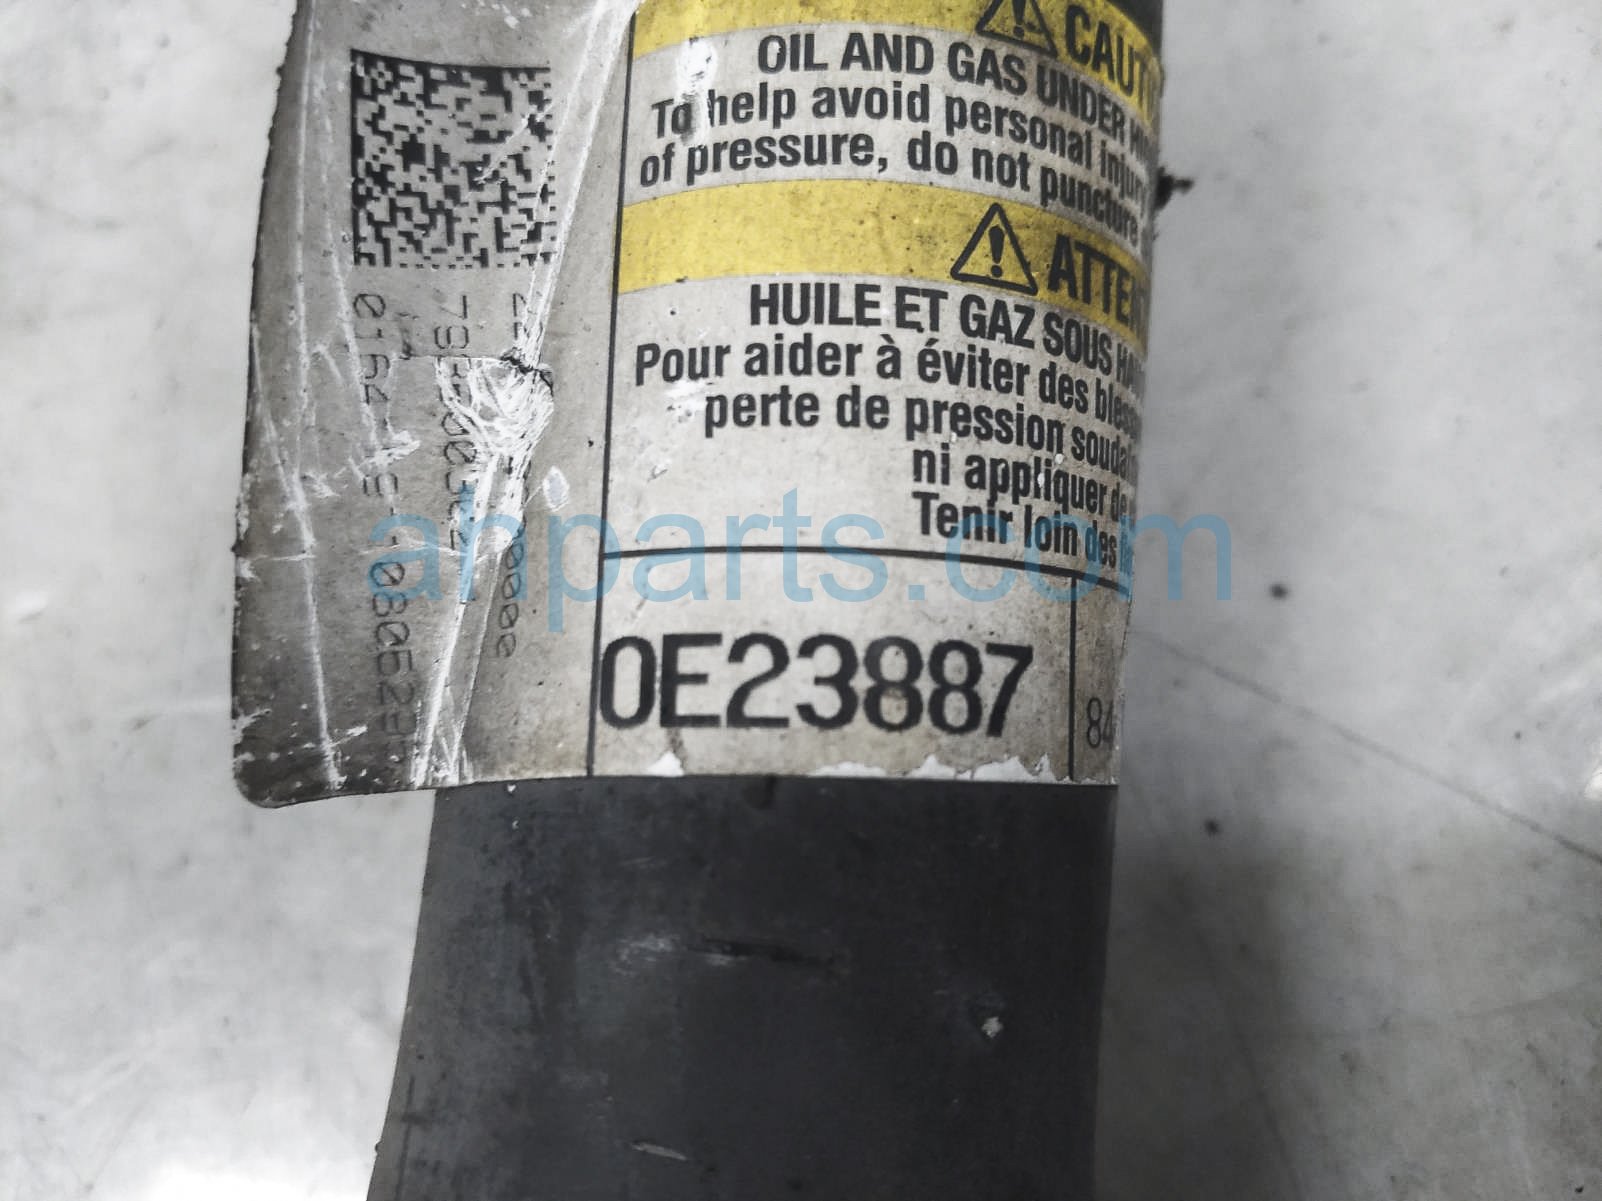 CAUT
OIL AND GAS UNDER
To help avoid personal injury
of pressure, do not puncture
ATTEN
HUILE ET GAZ SOUS HA
Pour aider à éviter des bless
perte de pression souda
ni appliquer de
Tenir loin des
0E23887
84
ahparts.com